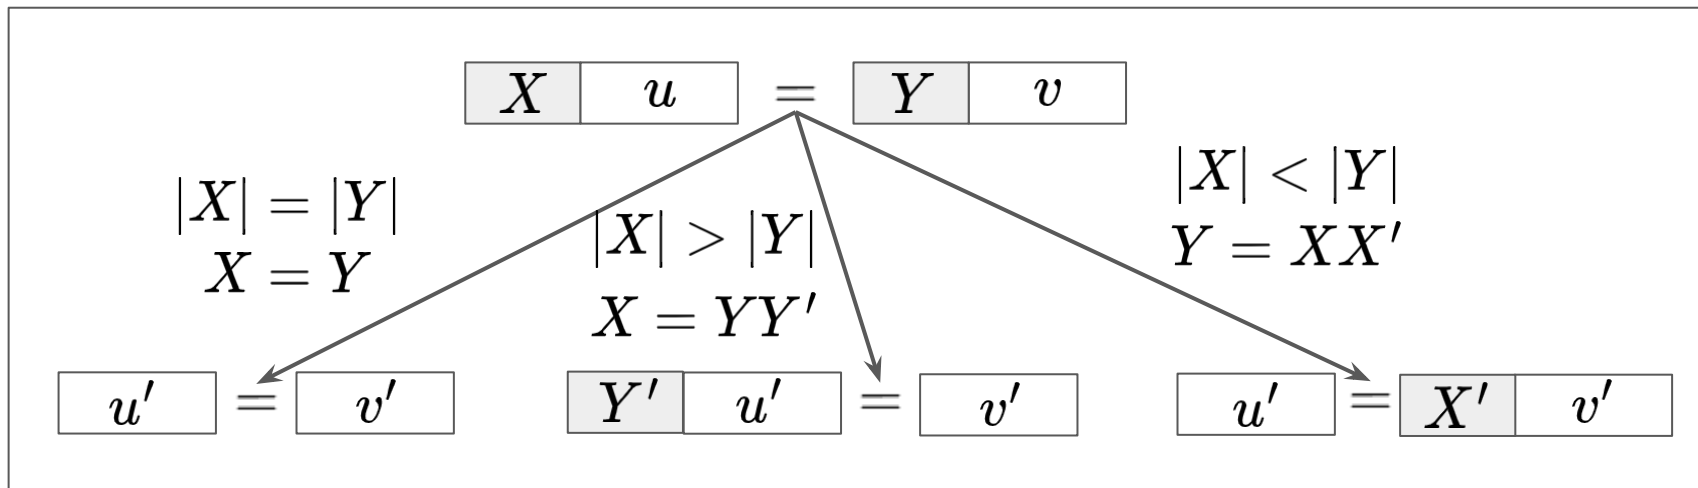 X u = Y v
|X| = |Y|
X = Y
|X| > |Y|
X = YY′
|X| < |Y|
Y = XX′
u′ = v′
Y′ u′ = v′
u′ = X′ v′